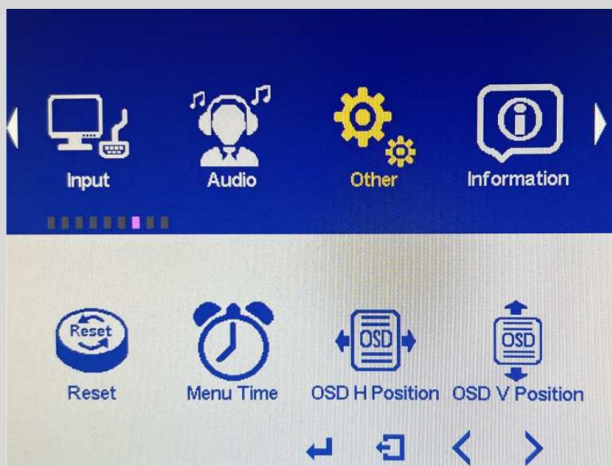 Input Audio Other Information
Reset
OSD OSD
Reset Menu Time OSD H Position OSD V Position